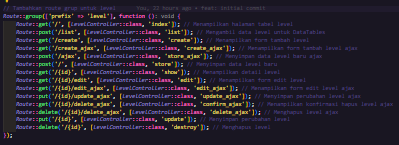 // Tambahkan route grup untuk level You, 22 hours ago • feat: initial commit
Route::group(['prefix' => 'level'], function (): void {
Route::get('/', [LevelController::class, 'index']); // Menampilkan halaman tabel level
Route::post('/list', [LevelController::class, 'list']); // Mengambil data level untuk DataTables
Route::get('/create', [LevelController::class, 'create']); // Menampilkan form tambah level
Route::get('/create_ajax', [LevelController::class, 'create_ajax']); // Menampilkan form tambah level ajax
Route::post('/ajax', [LevelController::class, 'store_ajax']); // Menyimpan data level baru ajax
Route::post('/', [LevelController::class, 'store']); // Menyimpan data level baru
Route::get('/{id}', [LevelController::class, 'show']); // Menampilkan detail level
Route::get('/{id}/edit', [LevelController::class, 'edit']); // Menampilkan form edit level
Route::get('/{id}/edit_ajax', [LevelController::class, 'edit_ajax']); // Menampilkan form edit level ajax
Route::put('/{id}/update_ajax', [LevelController::class, 'update_ajax']); // Menyimpan perubahan level ajax
Route::get('/{id}/delete_ajax', [LevelController::class, 'confirm_ajax']); // Menampilkan konfirmasi hapus level ajax
Route::delete('/{id}/delete_ajax', [LevelController::class, 'delete_ajax']); // Menghapus level ajax
Route::put('/{id}', [LevelController::class, 'update']); // Menyimpan perubahan level
Route::delete('/{id}', [LevelController::class, 'destroy']); // Menghapus level
});